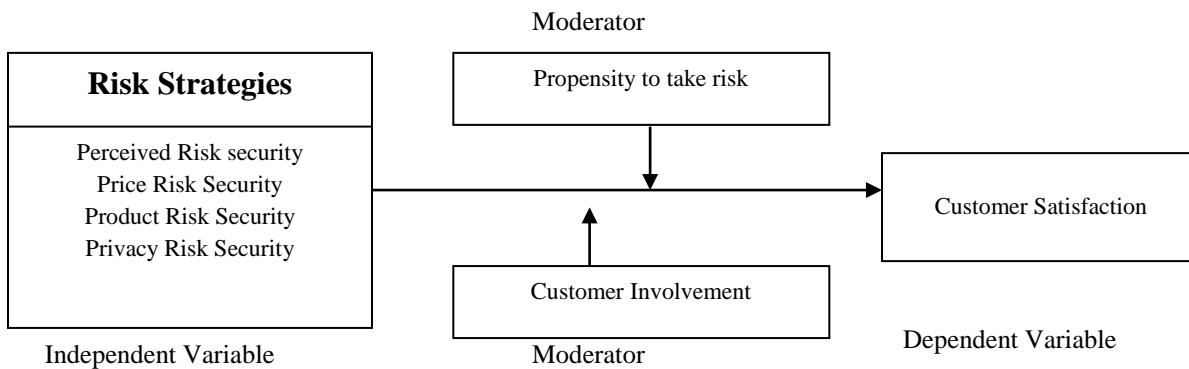 Moderator
Risk Strategies
Propensity to take risk
Perceived Risk security
Price Risk Security
Product Risk Security
Privacy Risk Security
Customer Satisfaction
Customer Involvement
Independent Variable
Moderator
Dependent Variable